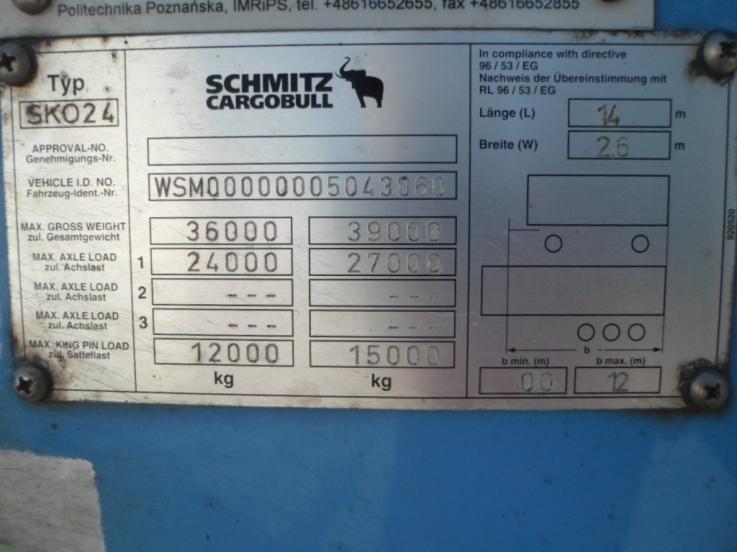 Politechnika Poznańska, IMRiPS, tel. +48616652655, fax +48616652855
Typ
SKO24
SCHMITZ
CARGOBULL
In compliance with directive
96 / 53 / EG
Nachweis der Übereinstimmung mit
RL 96 / 53 / EG
Länge (L) 14 m
Breite (W) 2.6 m
APPROVAL-NO.
Genehmigungs-Nr.
VEHICLE I.D. NO.
Fahrzeug-Ident.-Nr.
WSM00000005043060
MAX. GROSS WEIGHT
zul. Gesamtgewicht
36000 39000
MAX. AXLE LOAD
zul. Achslast
1 24000 27000
MAX. AXLE LOAD
zul. Achslast
2 --- ---
MAX. AXLE LOAD
zul. Achslast
3 --- ---
MAX. KING PIN LOAD
zul. Sattellast
12000 15000
kg kg
b
b min. (m) b max. (m)
00 12
920520